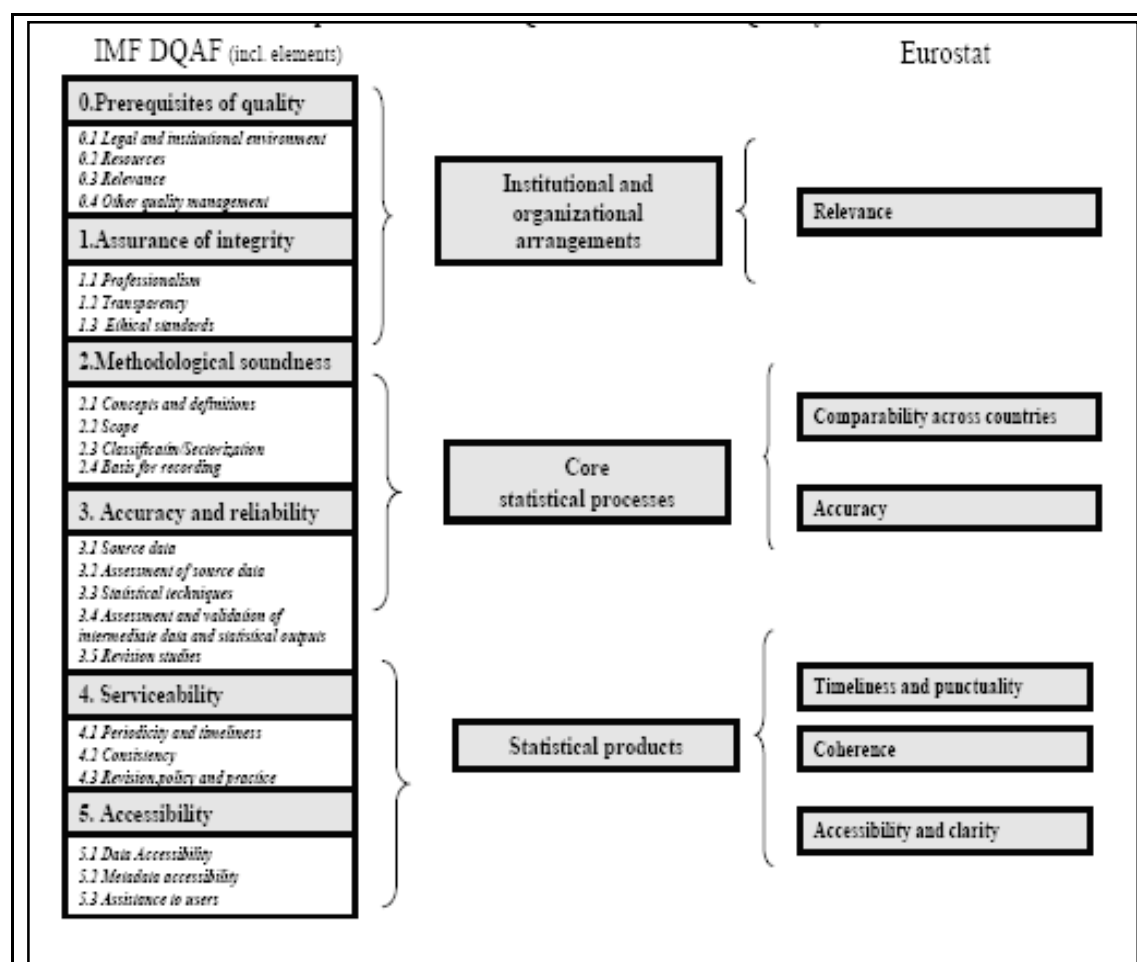 IMF DQAF (incl. elements)
Eurostat
0.Prerequisites of quality
0.1 Legal and institutional environment
0.2 Resources
0.3 Relevance
0.4 Other quality management
1.Assurance of integrity
1.1 Professionalism
1.2 Transparency
1.3 Ethical standards
2.Methodological soundness
2.1 Concepts and definitions
2.2 Scope
2.3 Classificatim/Sectorization
2.4 Basis for recording
3. Accuracy and reliability
3.1 Source data
3.2 Assessment of source data
3.3 Statistical techniques
3.4 Assessment and validation of
intermediate data and statistical outputs
3.5 Revision studies
4. Serviceability
4.1 Periodicity and timeliness
4.2 Consistency
4.3 Revision.policy and practice
5. Accessibility
5.1 Data Accessibility
5.2 Metadata accessibility
5.3 Assistance to users
Institutional and
organizational
arrangements
Core
statistical processes
Statistical products
Relevance
Comparability across countries
Accuracy
Timeliness and punctuality
Coherence
Accessibility and clarity